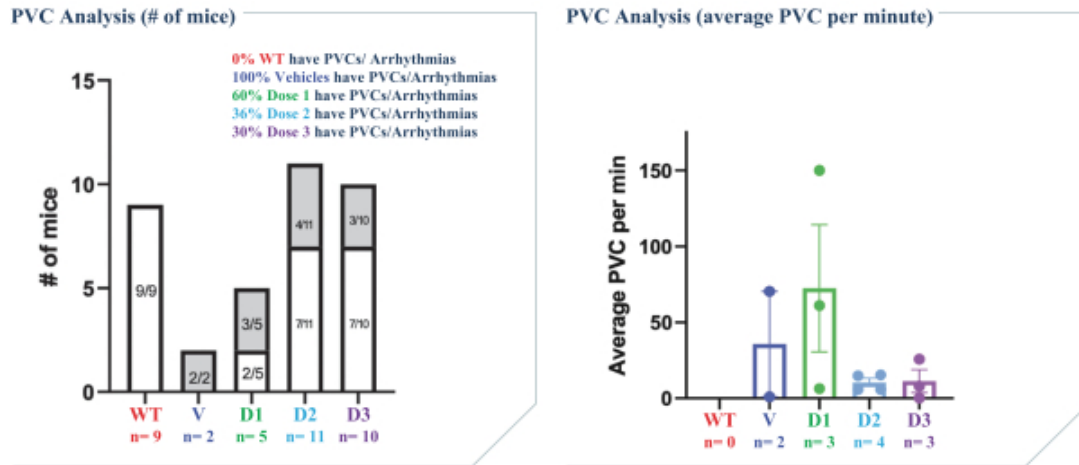 PVC Analysis (# of mice)
0% WT have PVCs/ Arrhythmias
100% Vehicles have PVCs/Arrhythmias
60% Dose 1 have PVCs/Arrhythmias
36% Dose 2 have PVCs/Arrhythmias
30% Dose 3 have PVCs/Arrhythmias
# of mice
15
10
5
0
9/9
2/2
3/5
2/5
4/11
7/11
3/10
7/10
WT V D1 D2 D3
n= 9 n= 2 n= 5 n= 11 n= 10
PVC Analysis (average PVC per minute)
Average PVC per min
150
100
50
0
WT V D1 D2 D3
n=0 n=2 n=3 n=4 n=3